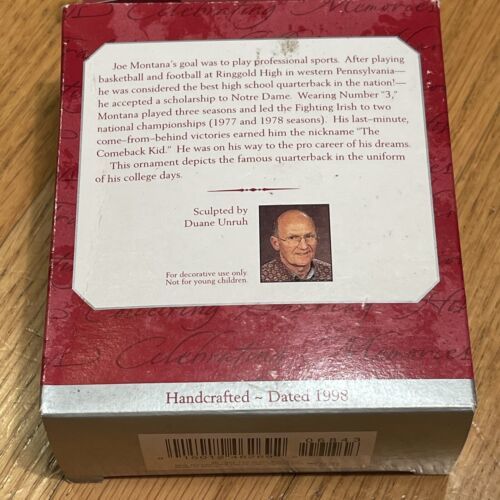 Celebrating Memories
Joe Montana's goal was to play professional sports. After playing
basketball and football at Ringgold High in western Pennsylvania—
he was considered the best high school quarterback in the nation!—
he accepted a scholarship to Notre Dame. Wearing Number "3,"
Montana played three seasons and led the Fighting Irish to two
national championships (1977 and 1978 seasons). His last–minute,
come–from–behind victories earned him the nickname "The
Comeback Kid." He was on his way to the pro career of his dreams.
This ornament depicts the famous quarterback in the uniform
of his college days.
Sculpted by
Duane Unruh
For decorative use only.
Not for young children.
Celebrating Memories
Handcrafted ~ Dated 1998